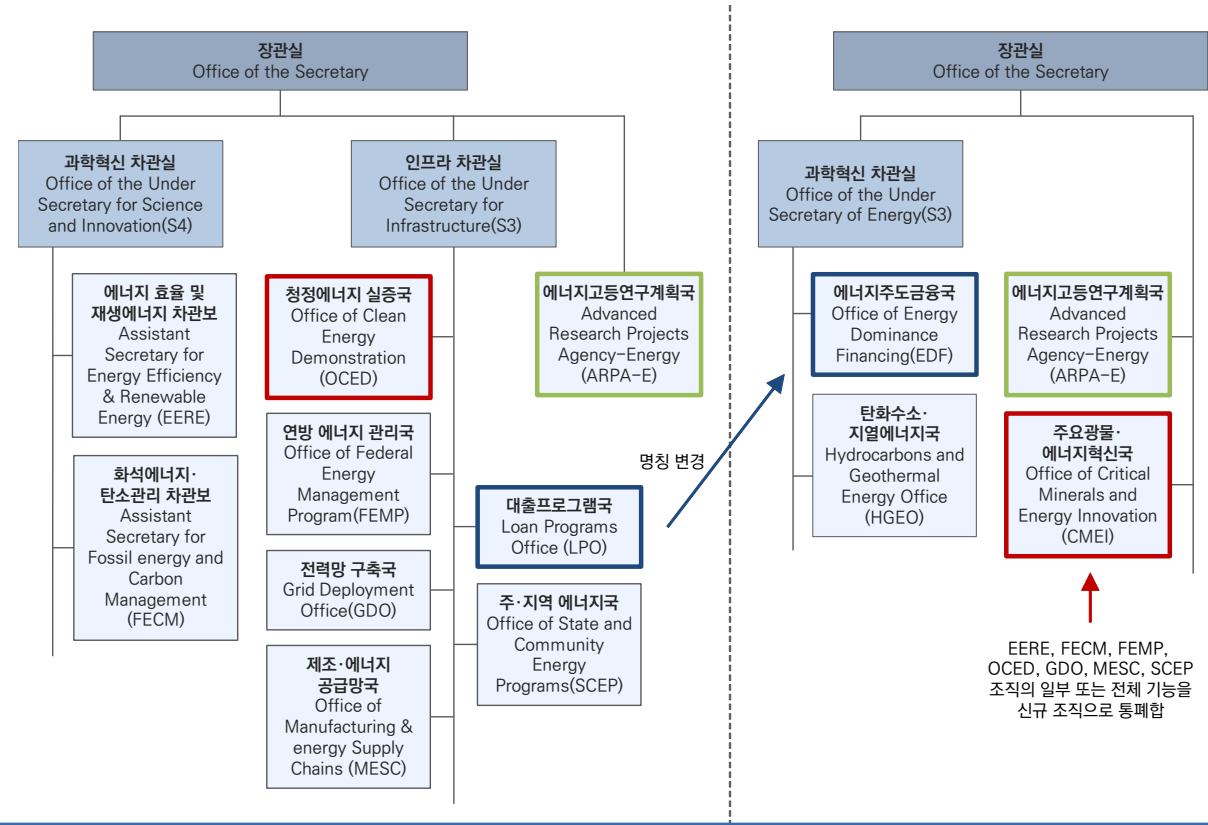 장관실
Office of the Secretary
과학혁신 차관실
Office of the Under
Secretary for Science
and Innovation(S4)
인프라 차관실
Office of the Under
Secretary for
Infrastructure(S3)
에너지 효율 및
재생에너지 차관보
Assistant
Secretary for
Energy Efficiency
& Renewable
Energy (EERE)
화석에너지·
탄소관리 차관보
Assistant
Secretary for
Fossil energy and
Carbon
Management
(FECM)
청정에너지 실증국
Office of Clean
Energy
Demonstration
(OCED)
연방 에너지 관리국
Office of Federal
Energy
Management
Program(FEMP)
전력망 구축국
Grid Deployment
Office(GDO)
제조·에너지
공급망국
Office of
Manufacturing &
energy Supply
Chains (MESC)
에너지고등연구계획국
Advanced
Research Projects
Agency-Energy
(ARPA-E)
대출프로그램국
Loan Programs
Office (LPO)
주·지역 에너지국
Office of State and
Community
Energy
Programs(SCEP)
명칭 변경
장관실
Office of the Secretary
과학혁신 차관실
Office of the Under
Secretary of Energy(S3)
에너지주도금융국
Office of Energy
Dominance
Financing(EDF)
탄화수소·
지열에너지국
Hydrocarbons and
Geothermal
Energy Office
(HGEO)
에너지고등연구계획국
Advanced
Research Projects
Agency-Energy
(ARPA-E)
주요광물·
에너지혁신국
Office of Critical
Minerals and
Energy Innovation
(CMEI)
EERE, FECM, FEMP,
OCED, GDO, MESC, SCEP
조직의 일부 또는 전체 기능을
신규 조직으로 통폐합